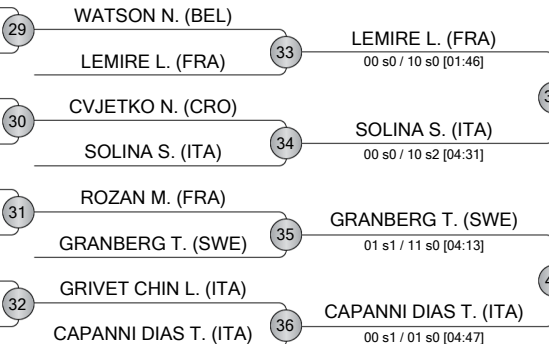 29
WATSON N. (BEL)
LEMIRE L. (FRA)
33
LEMIRE L. (FRA)
00 s0 / 10 s0 [01:46]
30
CVJETKO N. (CRO)
SOLINA S. (ITA)
34
SOLINA S. (ITA)
00 s0 / 10 s2 [04:31]
31
ROZAN M. (FRA)
GRANBERG T. (SWE)
35
GRANBERG T. (SWE)
01 s1 / 11 s0 [04:13]
32
GRIVET CHIN L. (ITA)
CAPANNI DIAS T. (ITA)
36
CAPANNI DIAS T. (ITA)
00 s1 / 01 s0 [04:47]